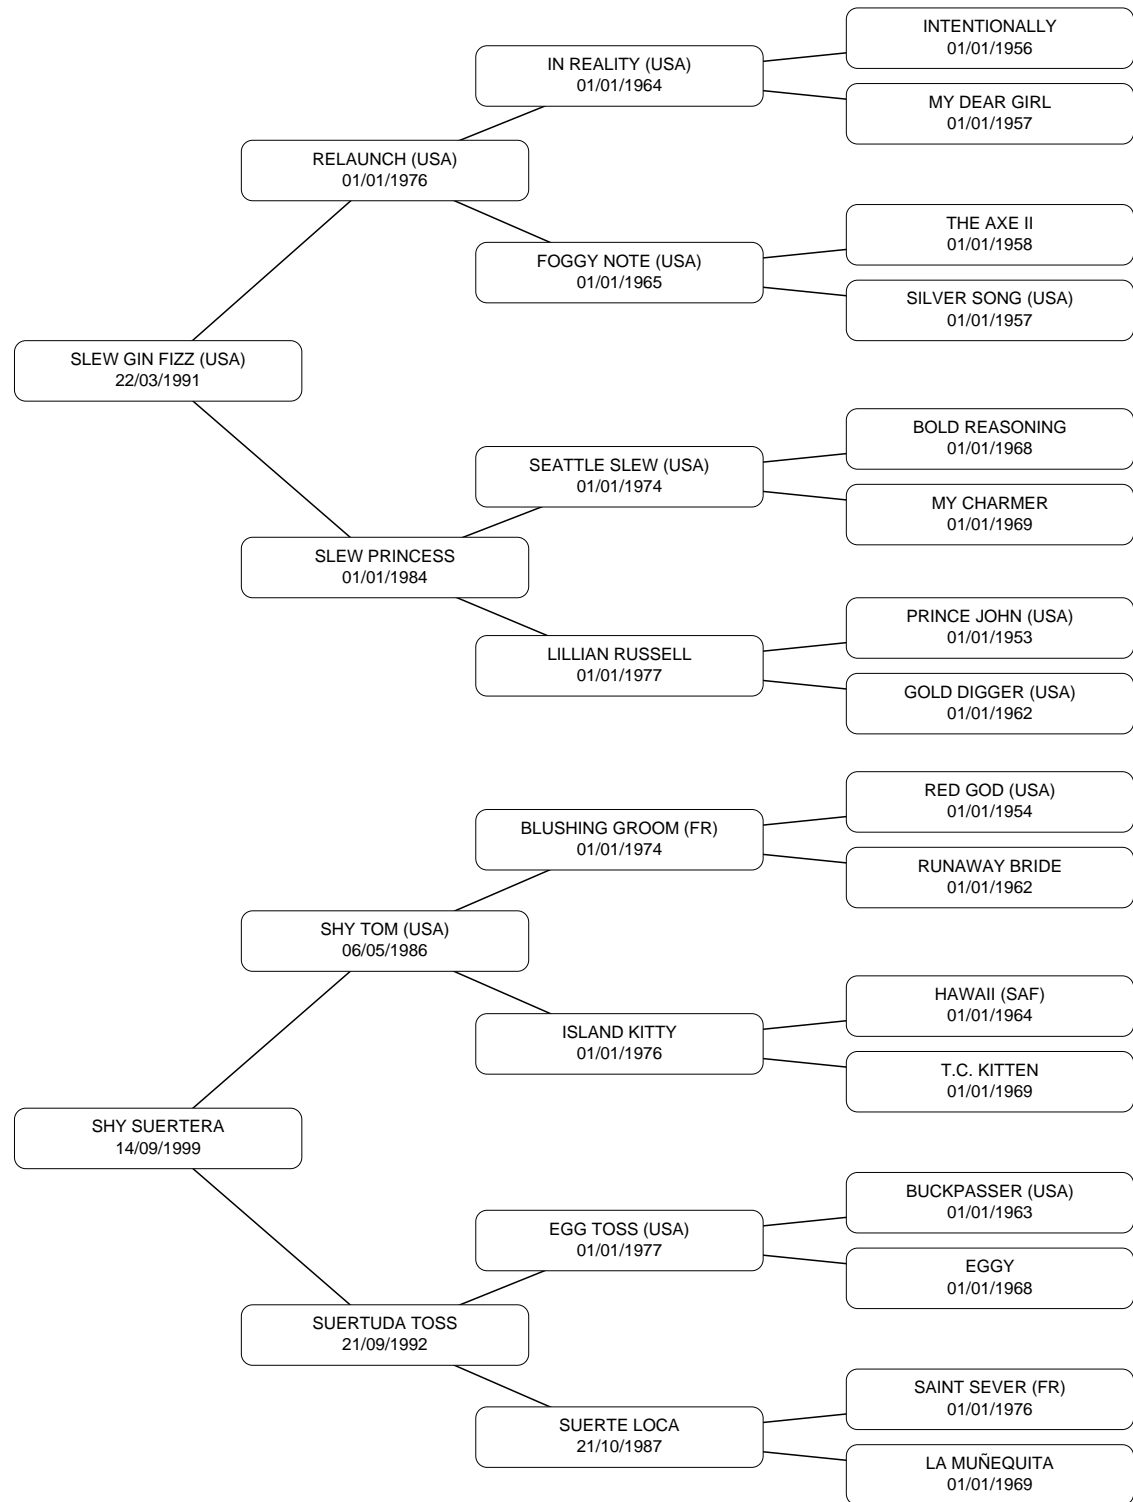 INTENTIONALLY
01/01/1956
IN REALITY (USA)
01/01/1964
MY DEAR GIRL
01/01/1957
RELAUNCH (USA)
01/01/1976
THE AXE II
01/01/1958
FOGGY NOTE (USA)
01/01/1965
SILVER SONG (USA)
01/01/1957
SLEW GIN FIZZ (USA)
22/03/1991
BOLD REASONING
01/01/1968
SEATTLE SLEW (USA)
01/01/1974
MY CHARMER
01/01/1969
SLEW PRINCESS
01/01/1984
PRINCE JOHN (USA)
01/01/1953
LILLIAN RUSSELL
01/01/1977
GOLD DIGGER (USA)
01/01/1962
RED GOD (USA)
01/01/1954
BLUSHING GROOM (FR)
01/01/1974
RUNAWAY BRIDE
01/01/1962
SHY TOM (USA)
06/05/1986
HAWAII (SAF)
01/01/1964
ISLAND KITTY
01/01/1976
T.C. KITTEN
01/01/1969
SHY SUERTERA
14/09/1999
BUCKPASSER (USA)
01/01/1963
EGG TOSS (USA)
01/01/1977
EGGY
01/01/1968
SUERTUDA TOSS
21/09/1992
SAINT SEVER (FR)
01/01/1976
SUERTE LOCA
21/10/1987
LA MUÑEQUITA
01/01/1969